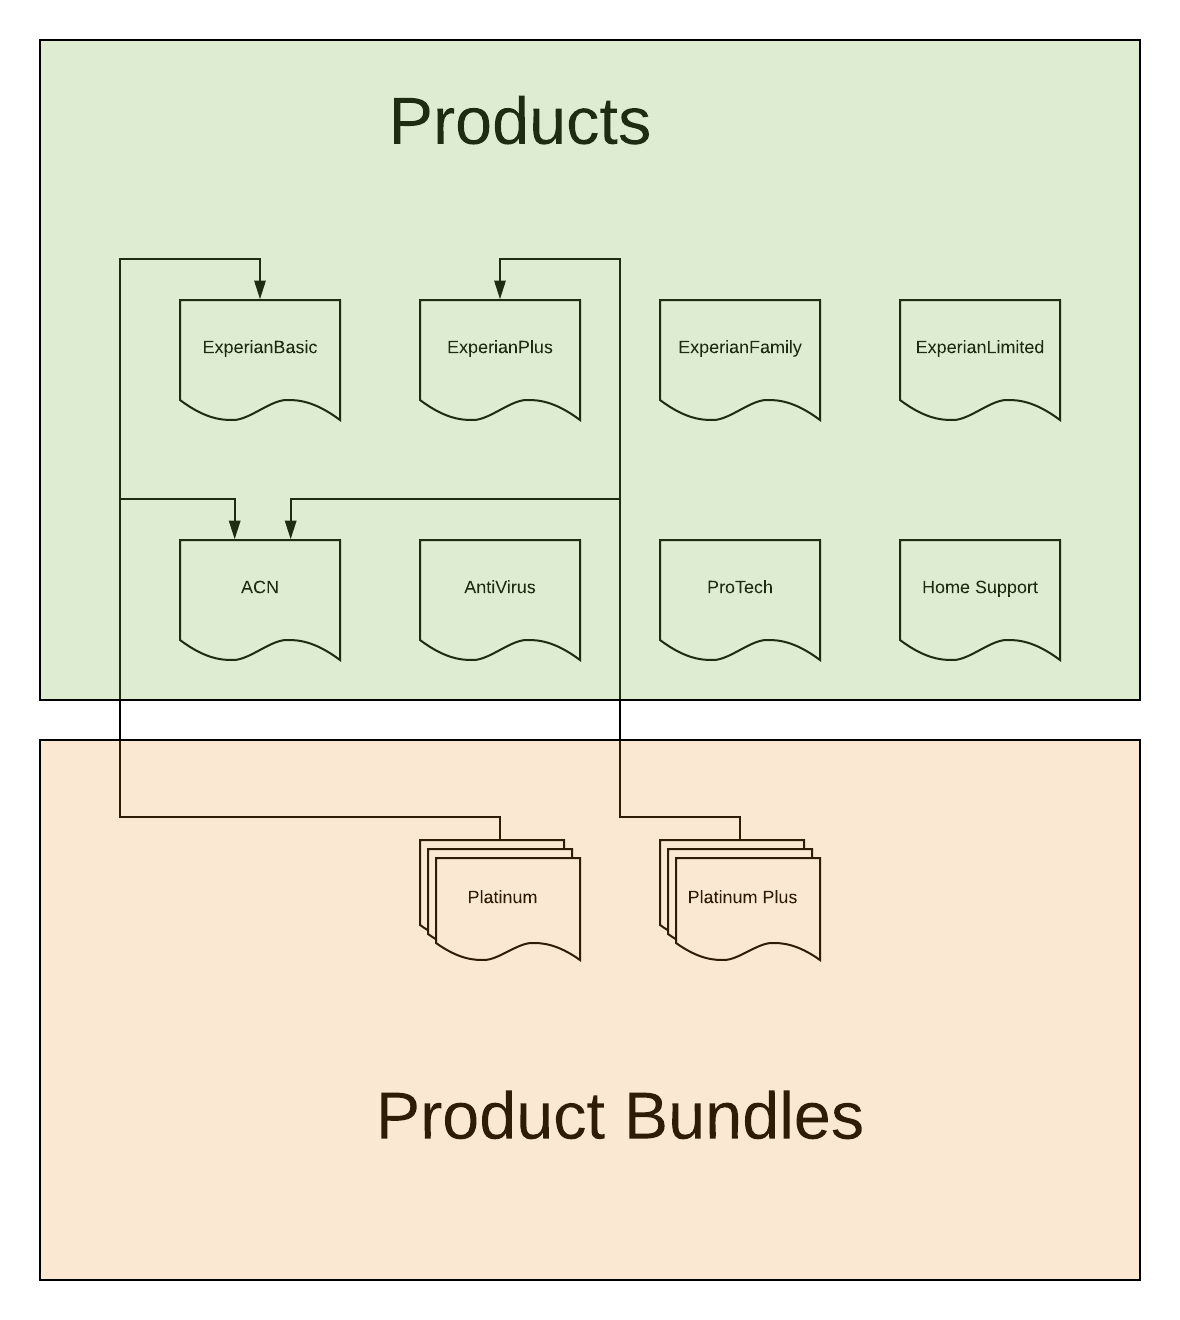 Products
ExperianBasic
ExperianPlus
ExperianFamily
ExperianLimited
ACN
AntiVirus
ProTech
Home Support
Platinum
Platinum Plus
Product Bundles